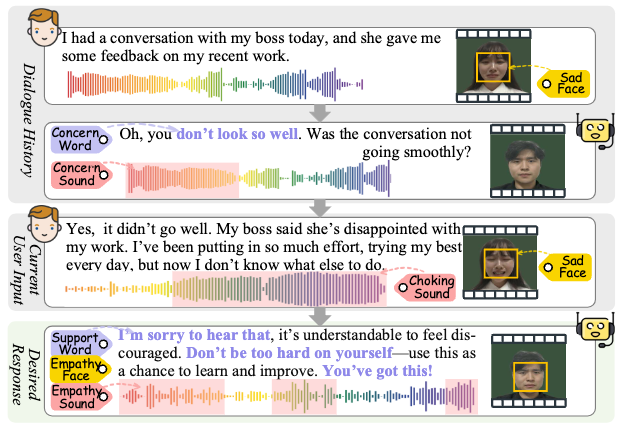 Dialogue History
I had a conversation with my boss today, and she gave me
some feedback on my recent work.
Sad
Face
Concern
Word
Oh, you don't look so well. Was the conversation not
going smoothly?
Concern
Sound
Current
User Input
Yes, it didn't go well. My boss said she's disappointed with
my work. I've been putting in so much effort, trying my best
every day, but now I don't know what else to do.
Choking
Sound
Sad
Face
Desired
Response
Support
Word
Empathy
Face
Empathy
Sound
I'm sorry to hear that, it's understandable to feel dis-
couraged. Don't be too hard on yourself—use this as
a chance to learn and improve. You've got this!